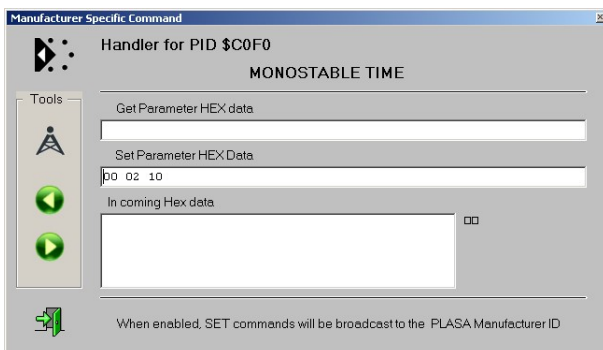 Manufacturer Specific Command
Handler for PID $C0F0
MONOSTABLE TIME
Tools
Get Parameter HEX data
Set Parameter HEX Data
00 02 10
In coming Hex data
When enabled, SET commands will be broadcast to the PLASA Manufacturer ID